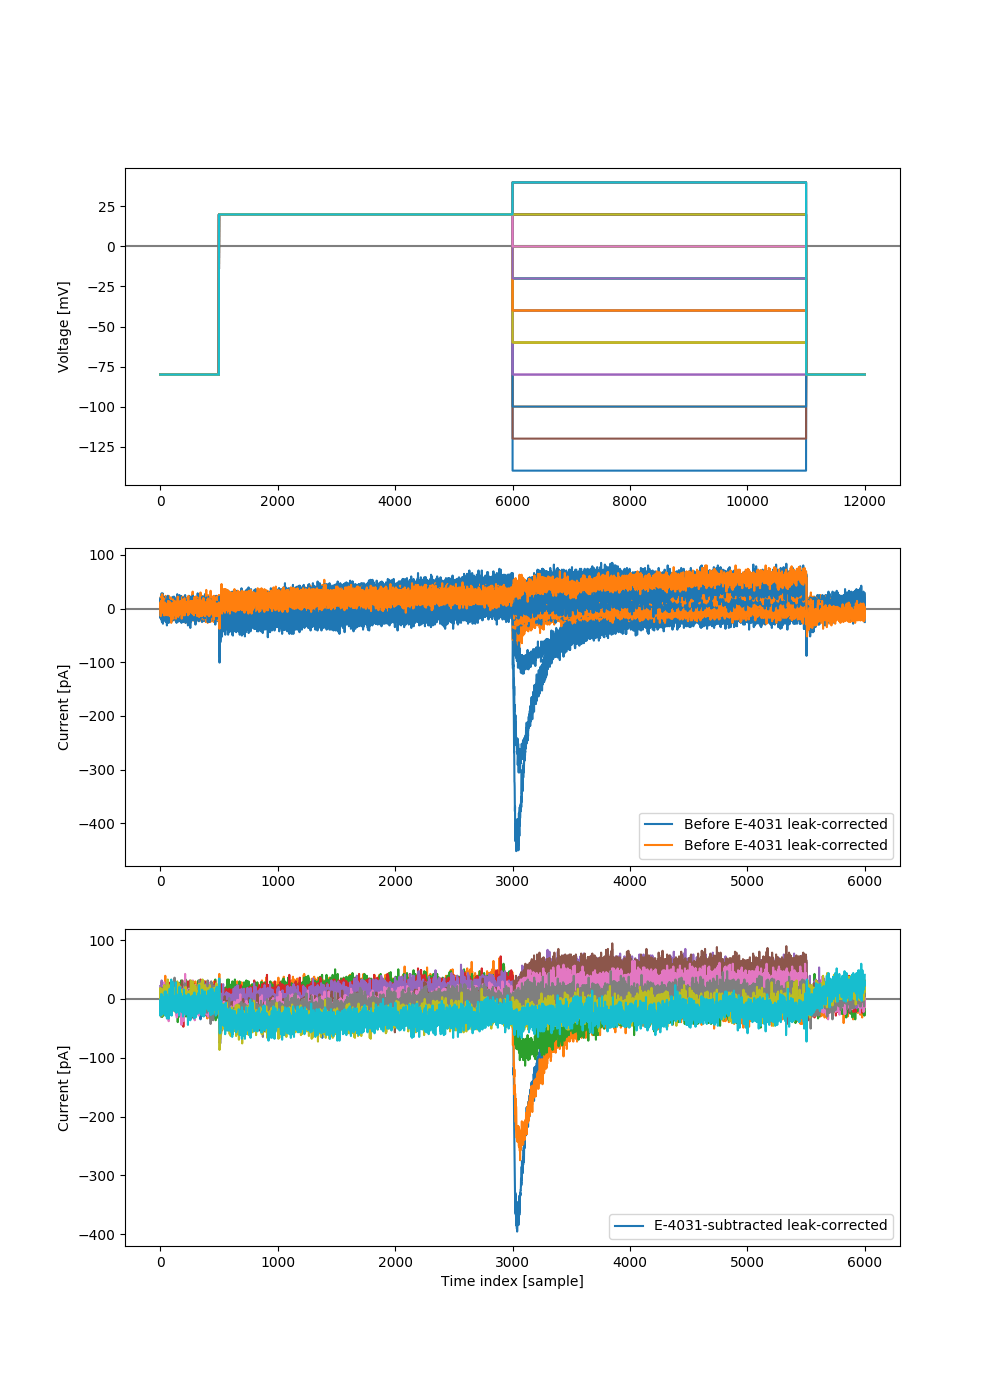 25
0
−25
−50
−75
−100
−125
Voltage [mV]
0 2000 4000 6000 8000 10000 12000
100
0
−100
−200
−300
−400
Current [pA]
Before E-4031 leak-corrected
Before E-4031 leak-corrected
0 1000 2000 3000 4000 5000 6000
100
0
−100
−200
−300
−400
Current [pA]
E-4031-subtracted leak-corrected
0 1000 2000 3000 4000 5000 6000
Time index [sample]